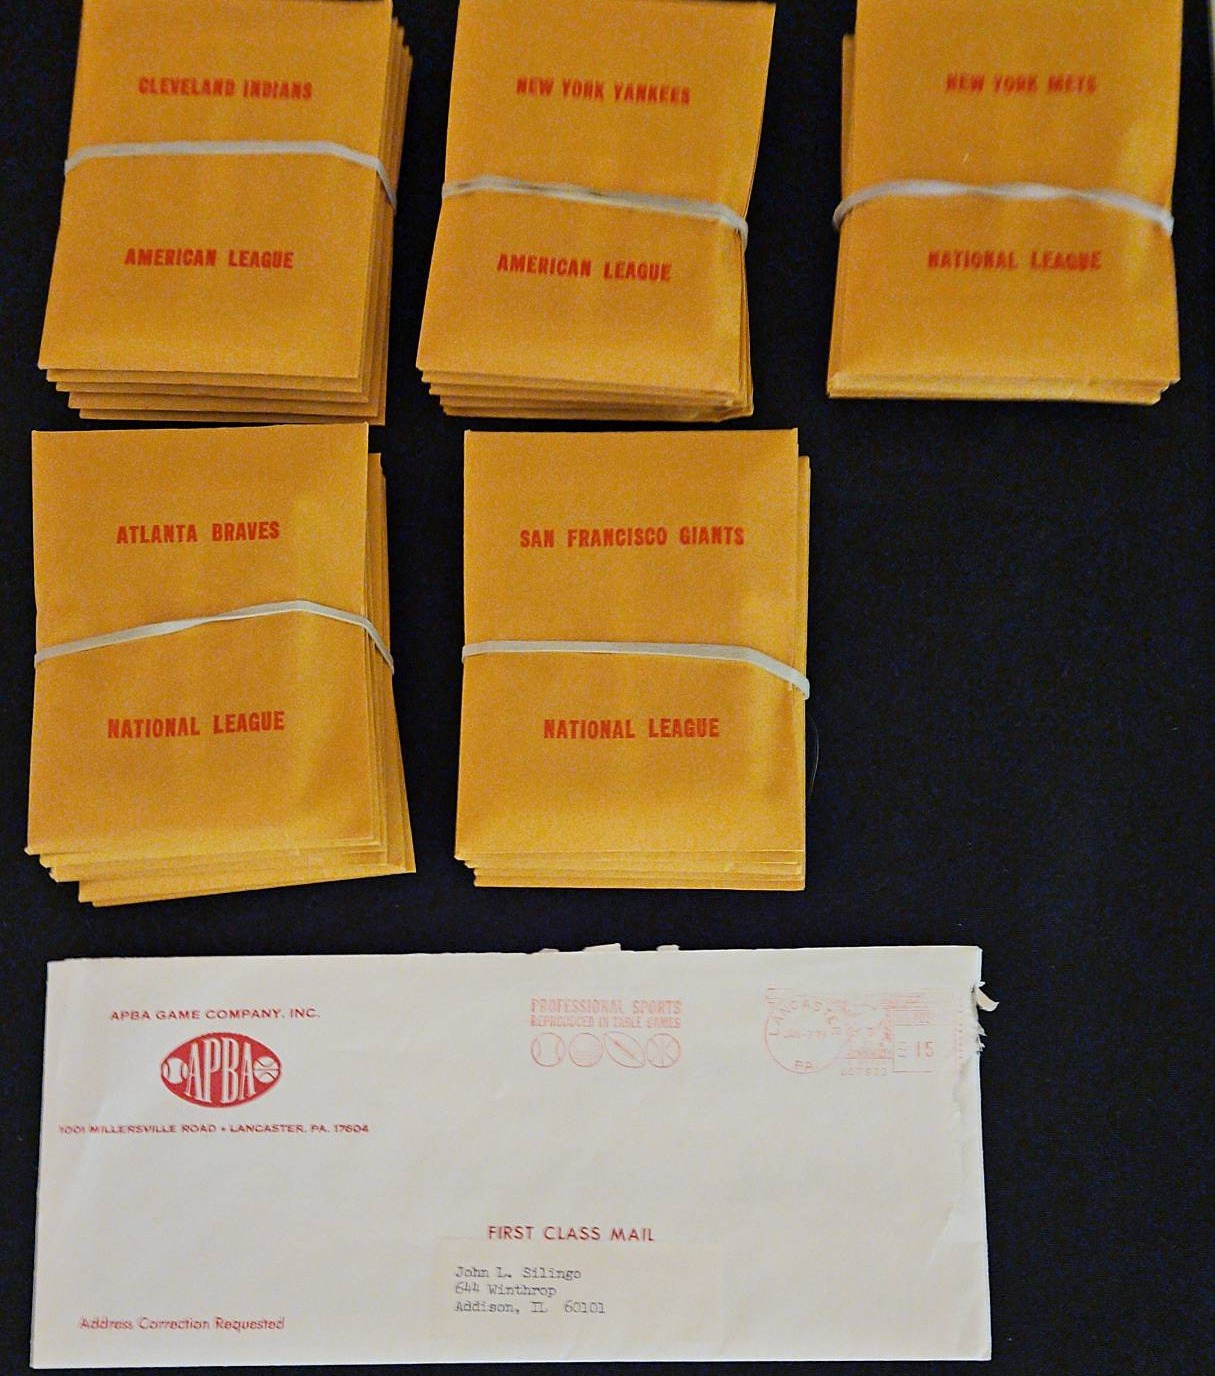 CLEVELAND INDIANS
AMERICAN LEAGUE
NEW YORK YANKEES
AMERICAN LEAGUE
NEW YORK METS
NATIONAL LEAGUE
ATLANTA BRAVES
NATIONAL LEAGUE
SAN FRANCISCO GIANTS
NATIONAL LEAGUE
APBA GAME COMPANY, INC.
APBA
1001 MILLERSVILLE ROAD • LANCASTER, PA. 17604
PROFESSIONAL SPORTS
REPRODUCED IN TABLE GAMES
LANCASTER
PA
15
FIRST CLASS MAIL
John L. Silingo
644 Winthrop
Addison, IL 60101
Address Correction Requested